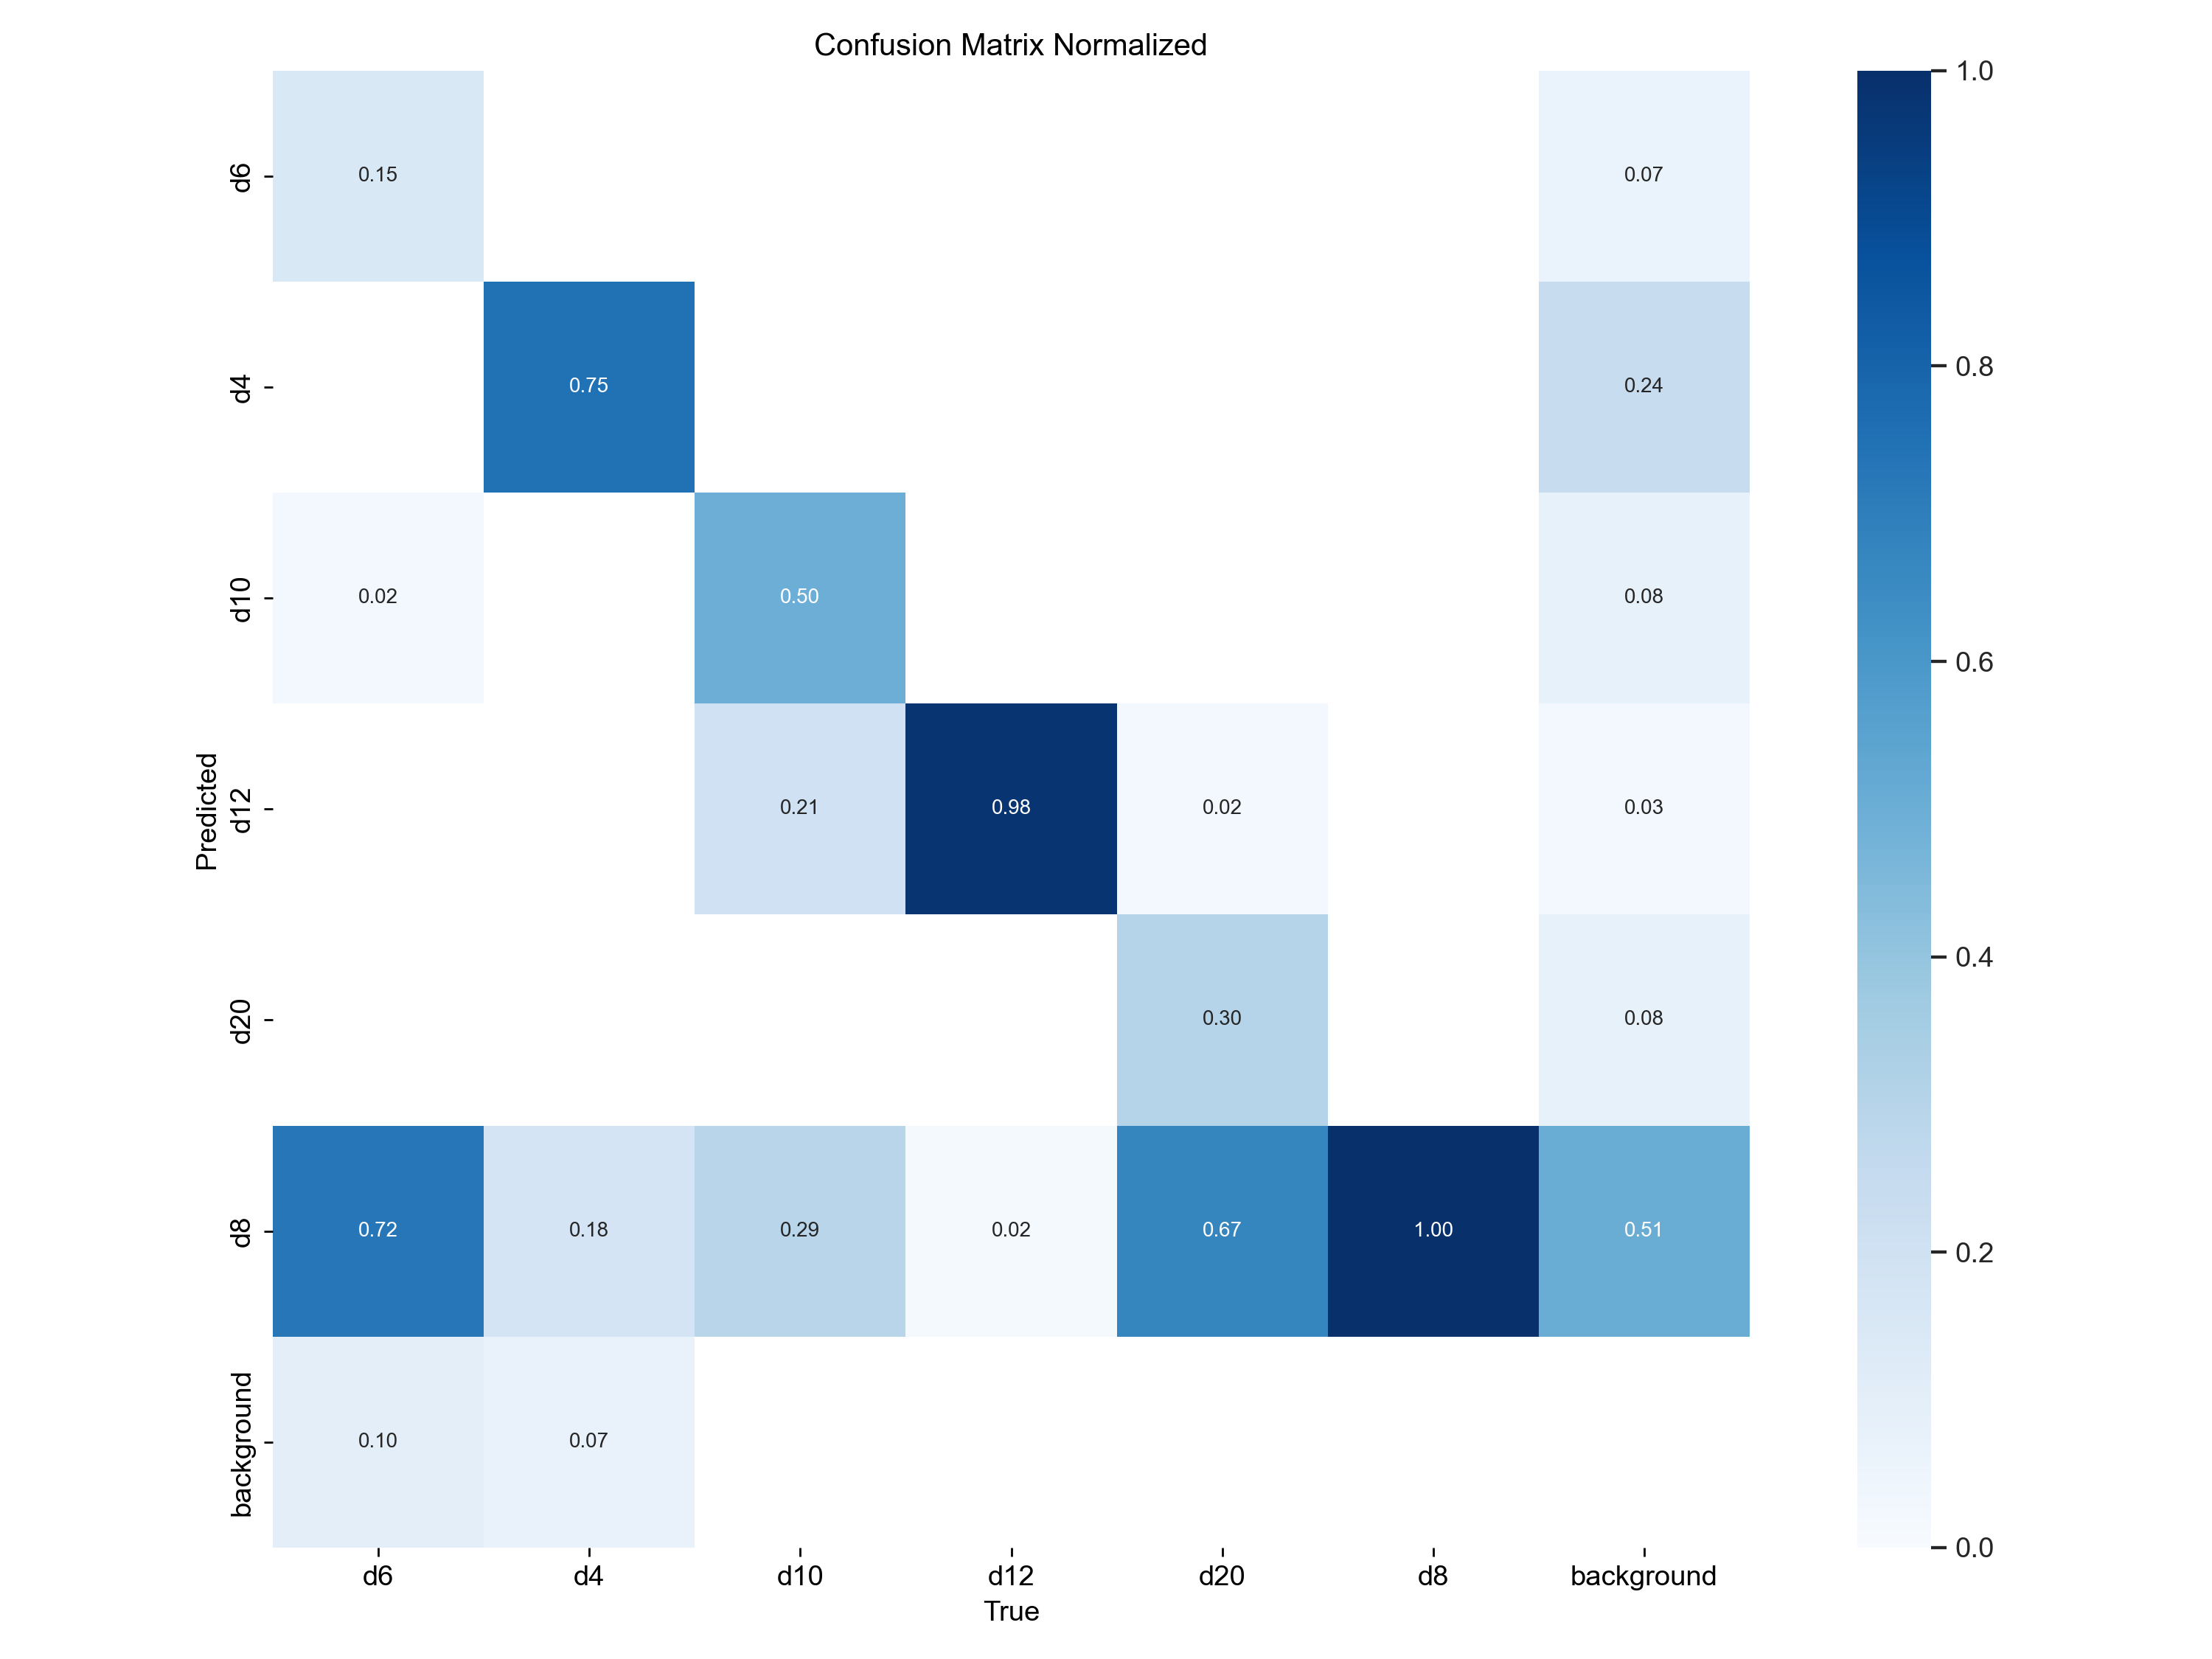 Confusion Matrix Normalized
Predicted
d6
0.15
0.07
d4
0.75
0.24
d10
0.02
0.50
0.08
d12
0.21
0.98
0.02
0.03
d20
0.30
0.08
d8
0.72
0.18
0.29
0.02
0.67
1.00
0.51
background
0.10
0.07
d6
d4
d10
d12
d20
d8
background
True
1.0
0.8
0.6
0.4
0.2
0.0